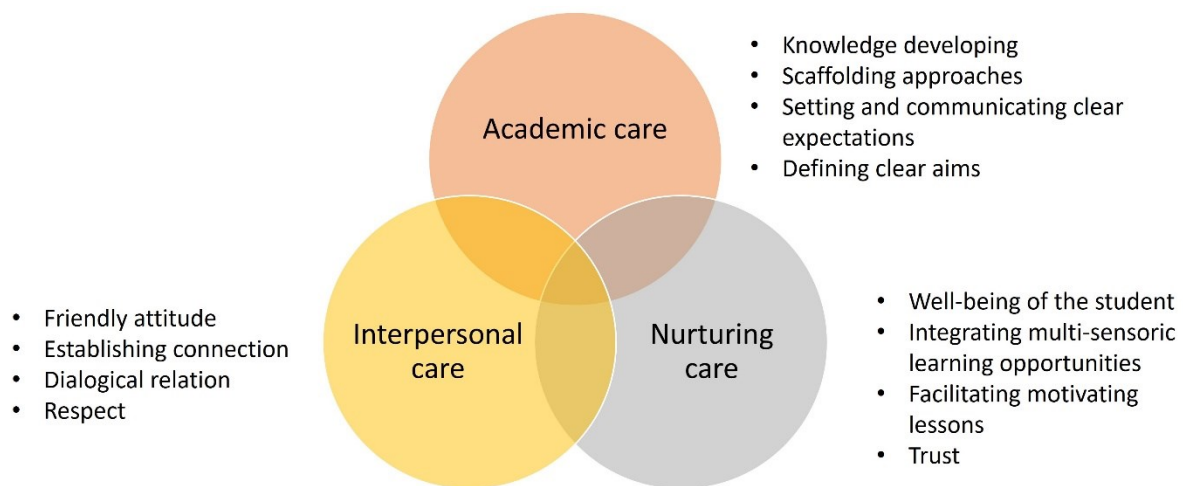 Academic care
• Knowledge developing
• Scaffolding approaches
• Setting and communicating clear
expectations
• Defining clear aims
Interpersonal
care
• Friendly attitude
• Establishing connection
• Dialogical relation
• Respect
Nurturing
care
• Well-being of the student
• Integrating multi-sensoric
learning opportunities
• Facilitating motivating
lessons
• Trust